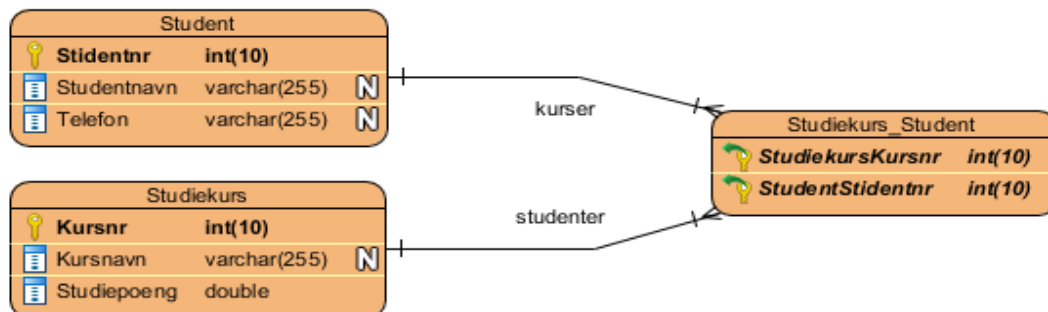 Student
Stidentnr int(10)
Studentnavn varchar(255) N
Telefon varchar(255) N
kurser
Studiekurs_Student
StudiekursKursnr int(10)
StudentStidentnr int(10)
Studiekurs
Kursnr int(10)
Kursnavn varchar(255) N
Studiepoeng double
studenter